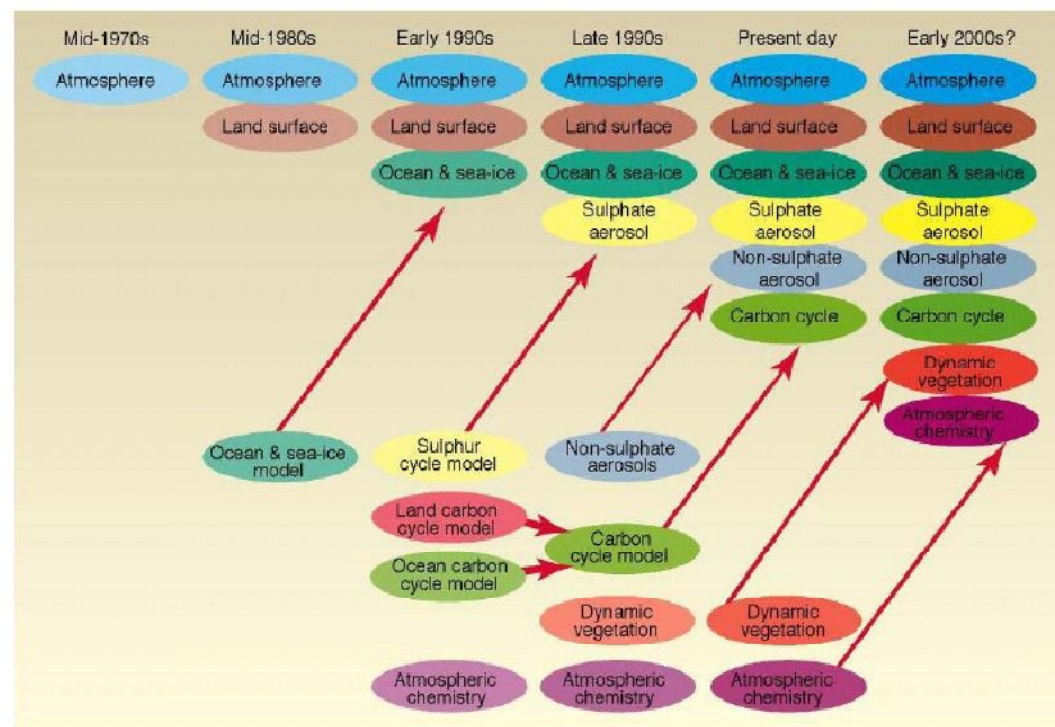 Mid-1970s
Mid-1980s
Early 1990s
Late 1990s
Present day
Early 2000s?
Atmosphere
Atmosphere
Atmosphere
Atmosphere
Atmosphere
Atmosphere
Land surface
Land surface
Land surface
Land surface
Land surface
Ocean & sea-ice
Ocean & sea-ice
Ocean & sea-ice
Ocean & sea-ice
Sulphate
aerosol
Sulphate
aerosol
Sulphate
aerosol
Non-sulphate
aerosol
Non-sulphate
aerosol
Carbon cycle
Carbon cycle
Dynamic
vegetation
Atmospheric
chemistry
Ocean & sea-ice
model
Sulphur
cycle model
Non-sulphate
aerosols
Land carbon
cycle model
Carbon
cycle model
Ocean carbon
cycle model
Dynamic
vegetation
Dynamic
vegetation
Atmospheric
chemistry
Atmospheric
chemistry
Atmospheric
chemistry